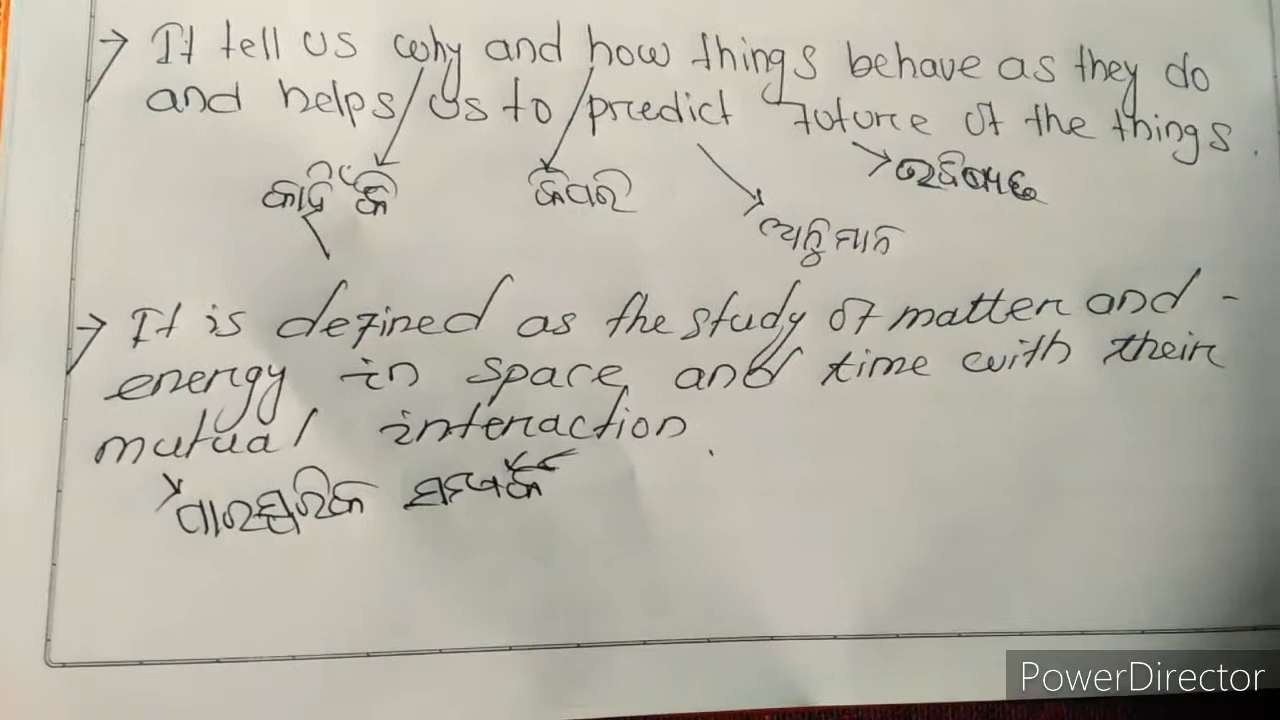 → It tell us why and how things behave as they do
and helps us to predict future of the things.
କାହିଁକି କିପରି ଭବିଷ୍ୟତ
ଅନୁମାନ
→ It is defined as the study of matter and -
energy in space and time with their
mutual interaction.
ପାରସ୍ପରିକ ସମ୍ପର୍କ
PowerDirector